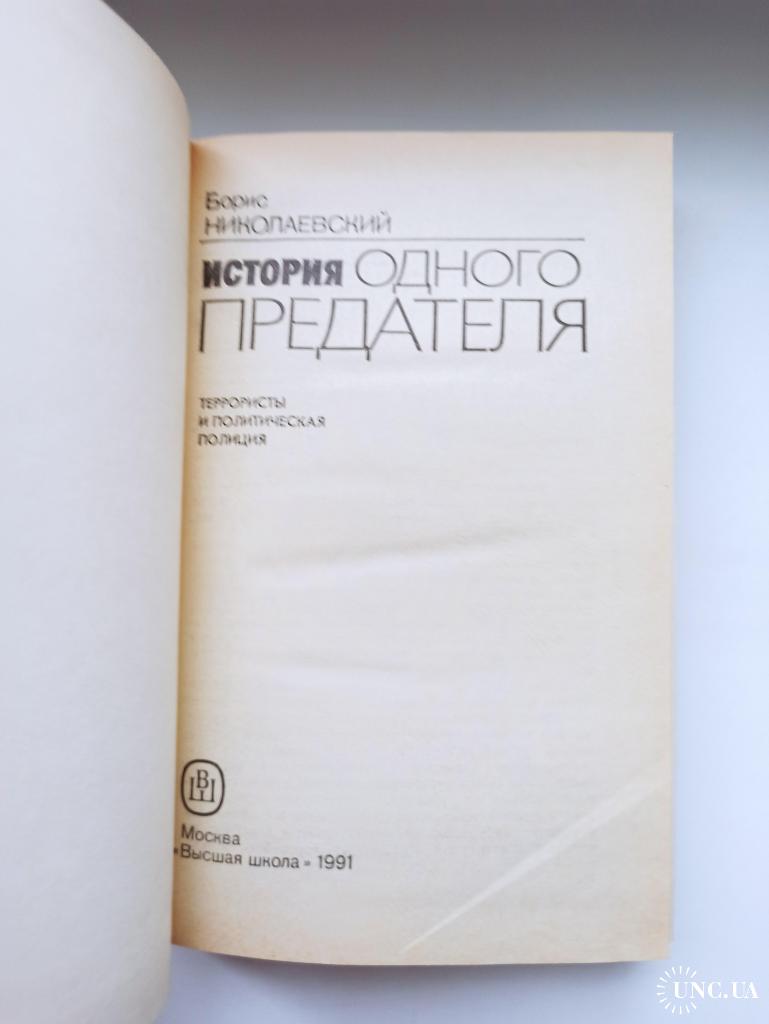 Борис
НИКОЛАЕВСКИЙ
ИСТОРИЯ ОДНОГО
ПРЕДАТЕЛЯ
ТЕРРОРИСТЫ
И ПОЛИТИЧЕСКАЯ
ПОЛИЦИЯ
ВШ
Москва
«Высшая школа» 1991
UNC.UA